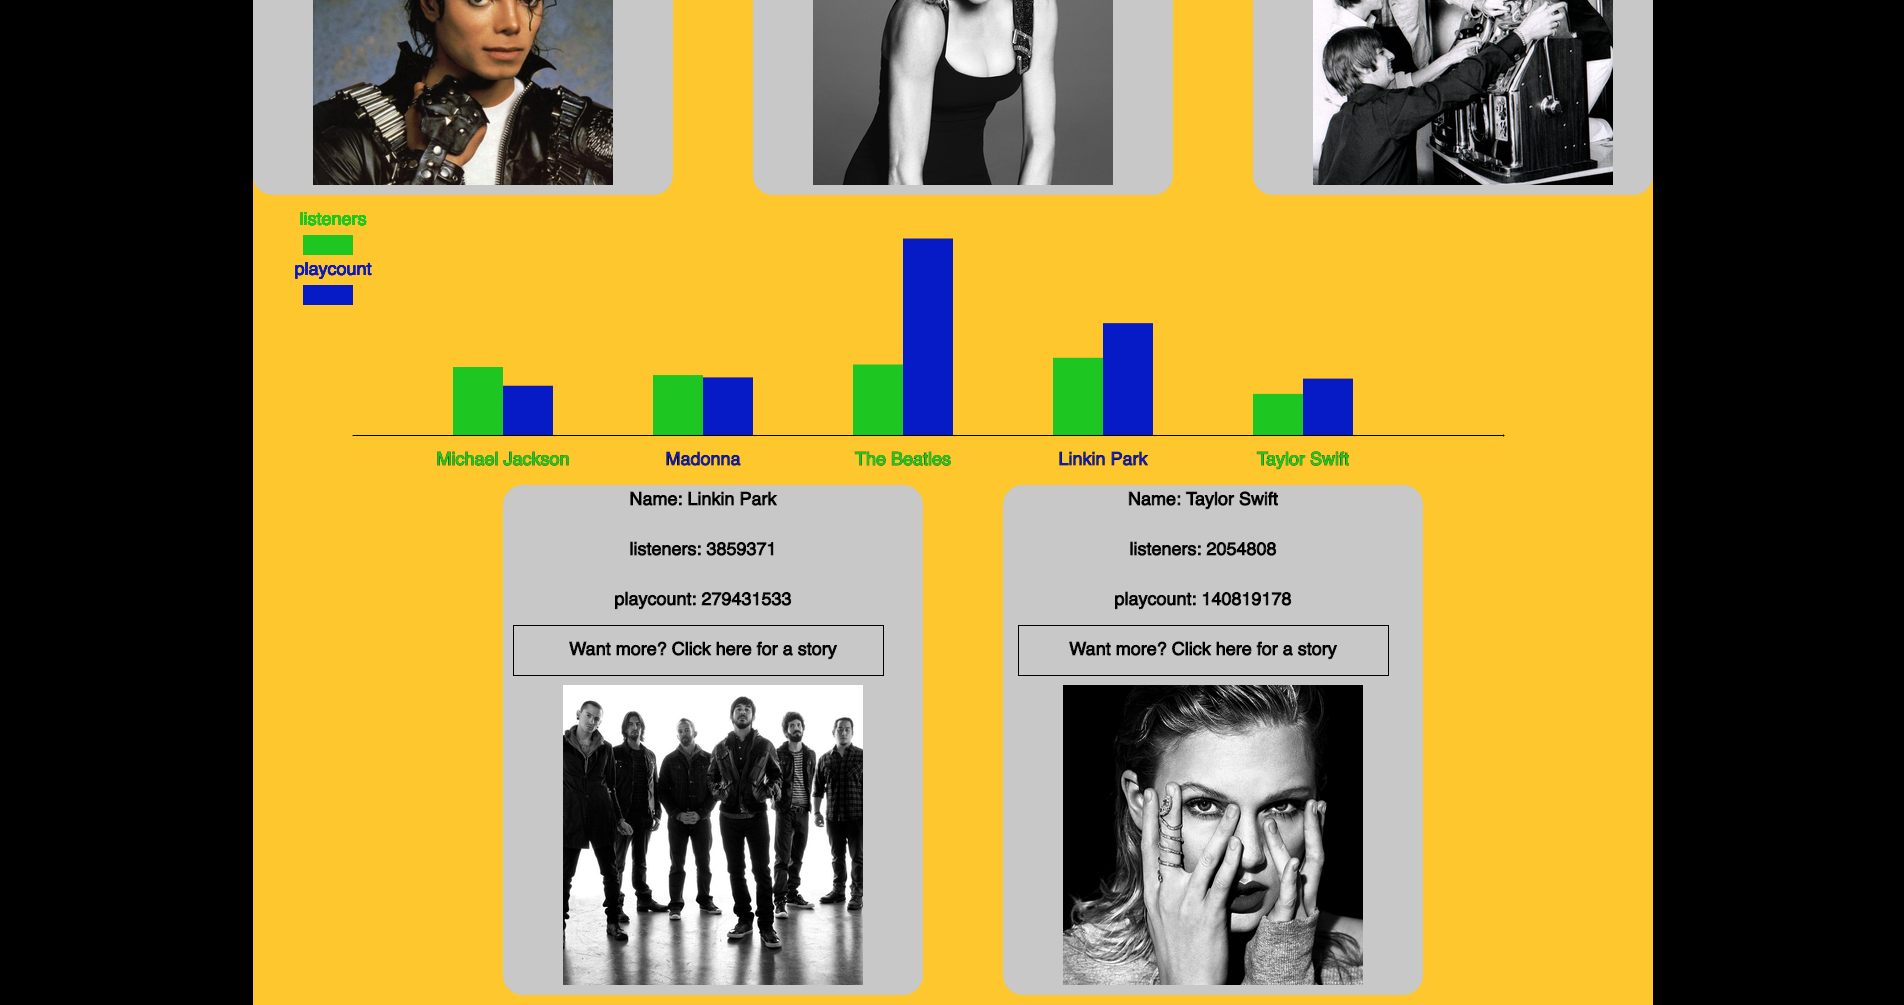 listeners
playcount
Michael Jackson
Madonna
The Beatles
Linkin Park
Taylor Swift
Name: Linkin Park
listeners: 3859371
playcount: 279431533
Want more? Click here for a story
Name: Taylor Swift
listeners: 2054808
playcount: 140819178
Want more? Click here for a story